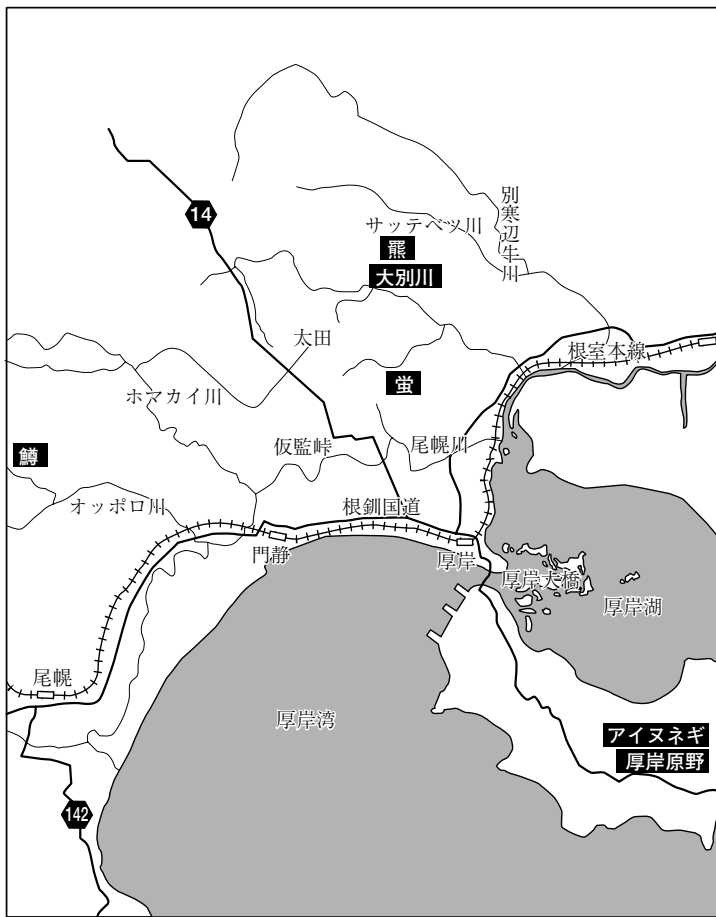 14
別寒辺牛川
サッテベツ川
羆
大別川
太田
根室本線
ホマカイ川
蛍
仮監峠
尾幌川
鱒
オッポロ川
根釧国道
門静
厚岸
厚岸大橋
厚岸湖
尾幌
厚岸湾
アイヌネギ
厚岸原野
142